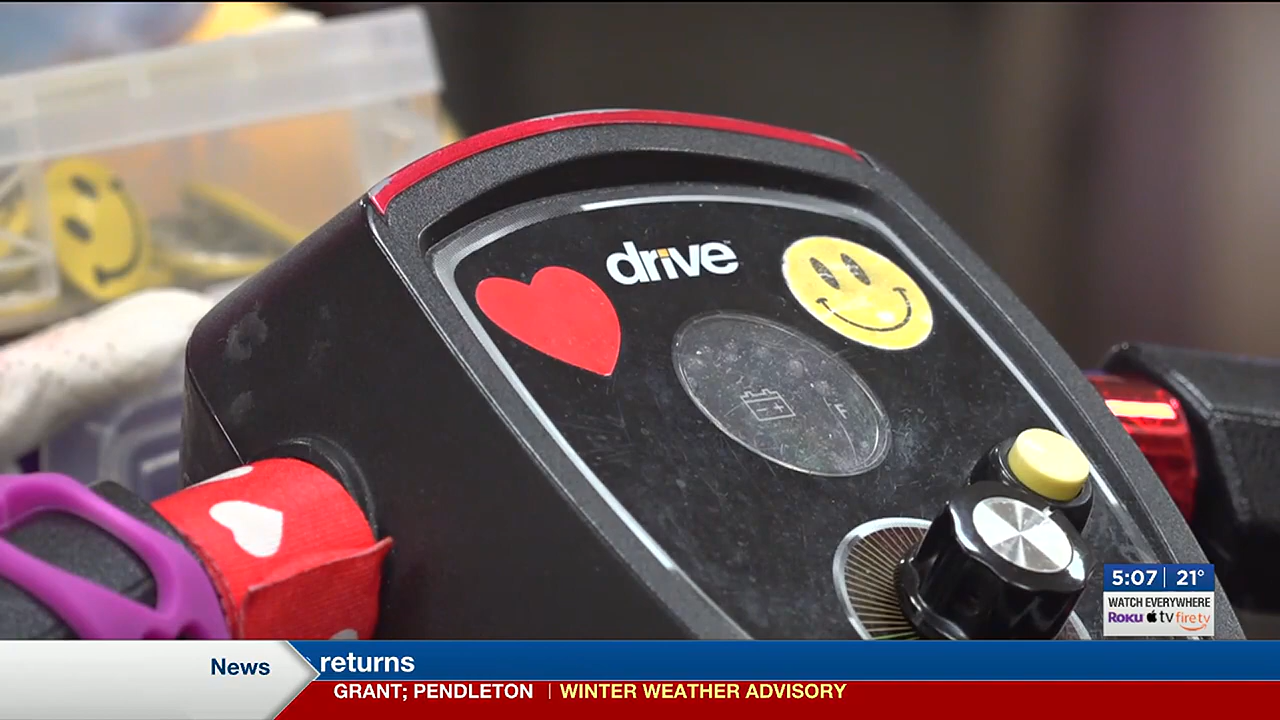 drive
5:07 21°
WATCH EVERYWHERE
Roku tv fire tv
News
returns
GRANT; PENDLETON | WINTER WEATHER ADVISORY